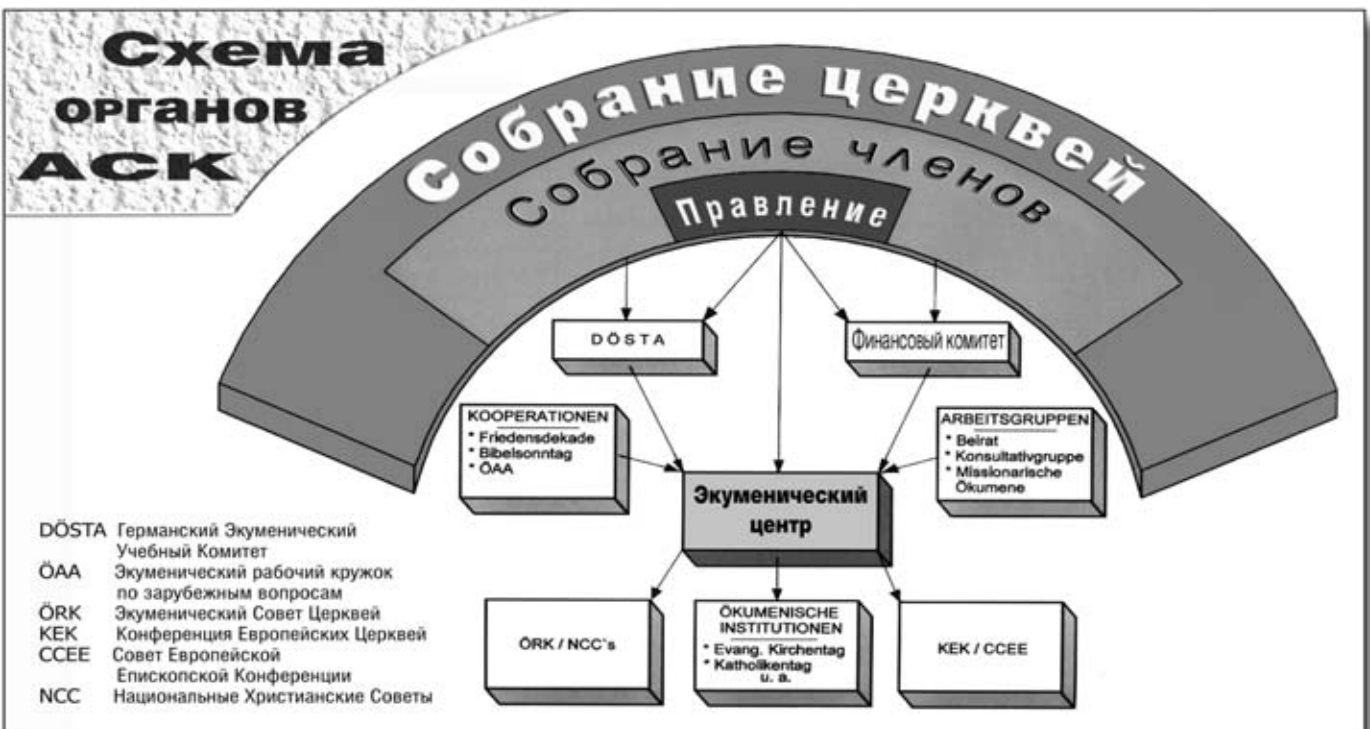 Схема
органов
АСК
Собрание церквей
Собрание членов
Правление
DÖSTA
Финансовый комитет
KOOPERATIONEN
* Friedensdekade
* Bibelsonntag
* ÖAA
ARBEITSGRUPPEN
* Beirat
* Konsultativgruppe
* Missionarische
Ökumene
Экуменический
центр
ÖRK / NCC`s
ÖKUMENISCHE
INSTITUTIONEN
* Evang. Kirchentag
* Katholikentag
u. a.
KEK / CCEE
DÖSTA Германский Экуменический
Учебный Комитет
ÖAA Экуменический рабочий кружок
по зарубежным вопросам
ÖRK Экуменический Совет Церквей
KEK Конференция Европейских Церквей
CCEE Совет Европейской
Епископской Конференции
NCC Национальные Христианские Советы